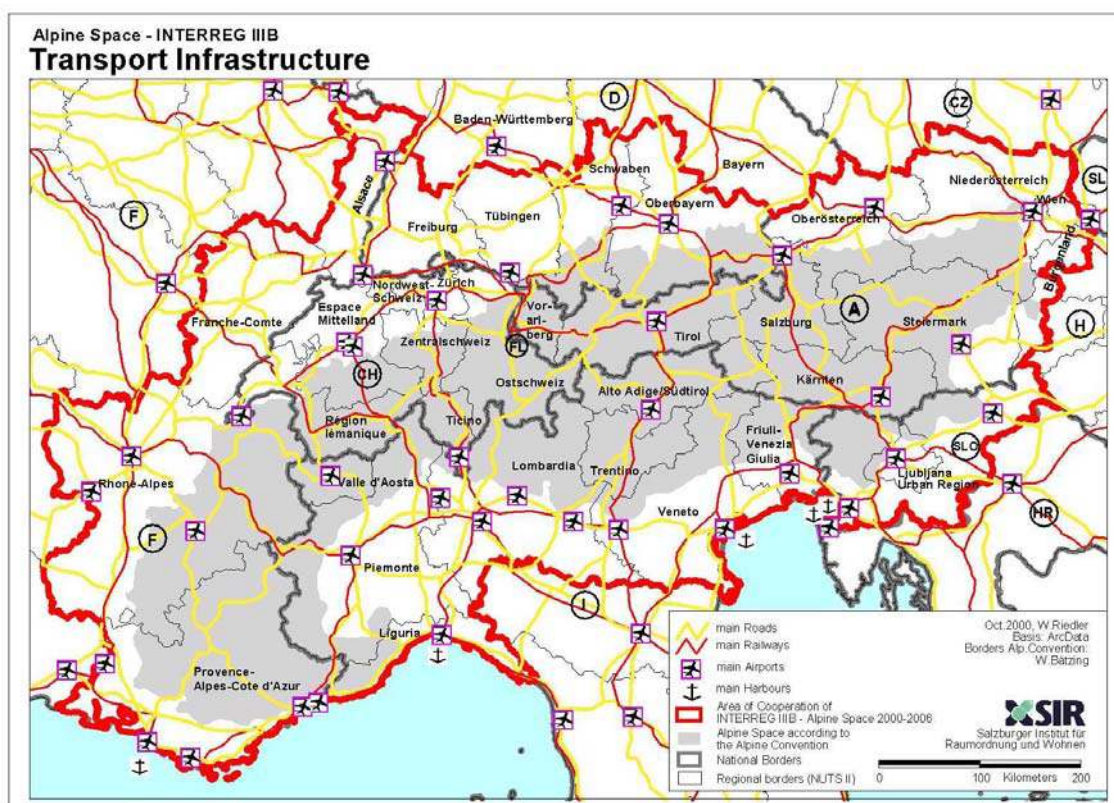 Alpine Space - INTERREG IIIB
Transport Infrastructure
D
CZ
Baden-Württemberg
Schwaben
Bayern
Niederösterreich
SL
Alsace
Oberbayern
Wien
F
Tübingen
Oberösterreich
Freiburg
Burgenland
Nordwest-
Schweiz
Zürich
Espace
Mittelland
Vor-
arl-
berg
A
Franche-Comte
Salzburg
Steiermark
H
Zentralschweiz
FL
Tirol
CH
Ostschweiz
Alto Adige/Südtirol
Kärnten
Région
lémanique
Ticino
Friuli-
Venezia
Giulia
SLO
Lombardia
Trentino
Ljubljana
Urban Region
Rhone-Alpes
Valle d'Aosta
Veneto
HR
F
Piemonte
I
Liguria
Provence-
Alpes-Cote d'Azur
main Roads
main Railways
main Airports
main Harbours
Area of Cooperation of
INTERREG IIIB - Alpine Space 2000-2006
Alpine Space according to
the Alpine Convention
National Borders
Regional borders (NUTS II)
Oct.2000, W.Riedler
Basis: ArcData
Borders Alp.Convention:
W.Bätzing
SIR
Salzburger Institut für
Raumordnung und Wohnen
0 100 Kilometers 200